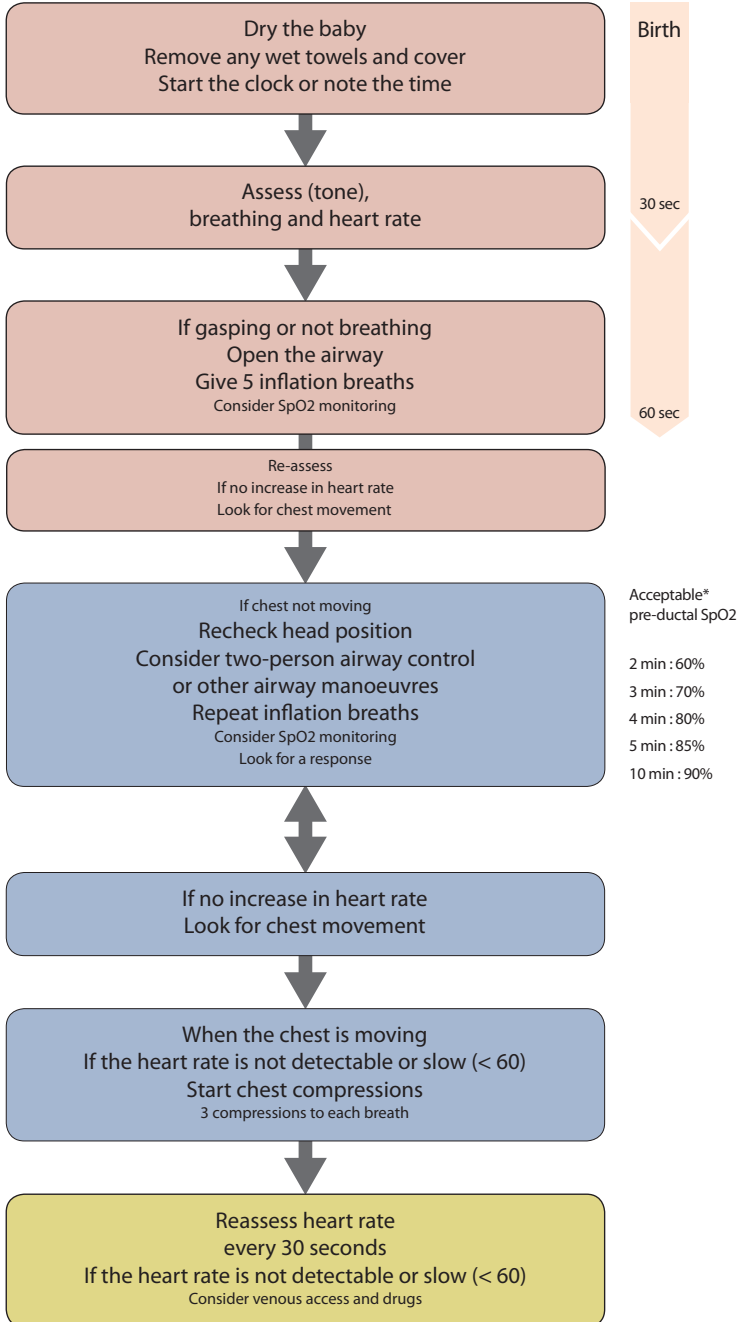 Dry the baby
Remove any wet towels and cover
Start the clock or note the time
Birth
Assess (tone),
breathing and heart rate
30 sec
If gasping or not breathing
Open the airway
Give 5 inflation breaths
Consider SpO2 monitoring
60 sec
Re-assess
If no increase in heart rate
Look for chest movement
If chest not moving
Recheck head position
Consider two-person airway control
or other airway manoeuvres
Repeat inflation breaths
Consider SpO2 monitoring
Look for a response
Acceptable*
pre-ductal SpO2
2 min : 60%
3 min : 70%
4 min : 80%
5 min : 85%
10 min : 90%
If no increase in heart rate
Look for chest movement
When the chest is moving
If the heart rate is not detectable or slow (< 60)
Start chest compressions
3 compressions to each breath
Reassess heart rate
every 30 seconds
If the heart rate is not detectable or slow (< 60)
Consider venous access and drugs